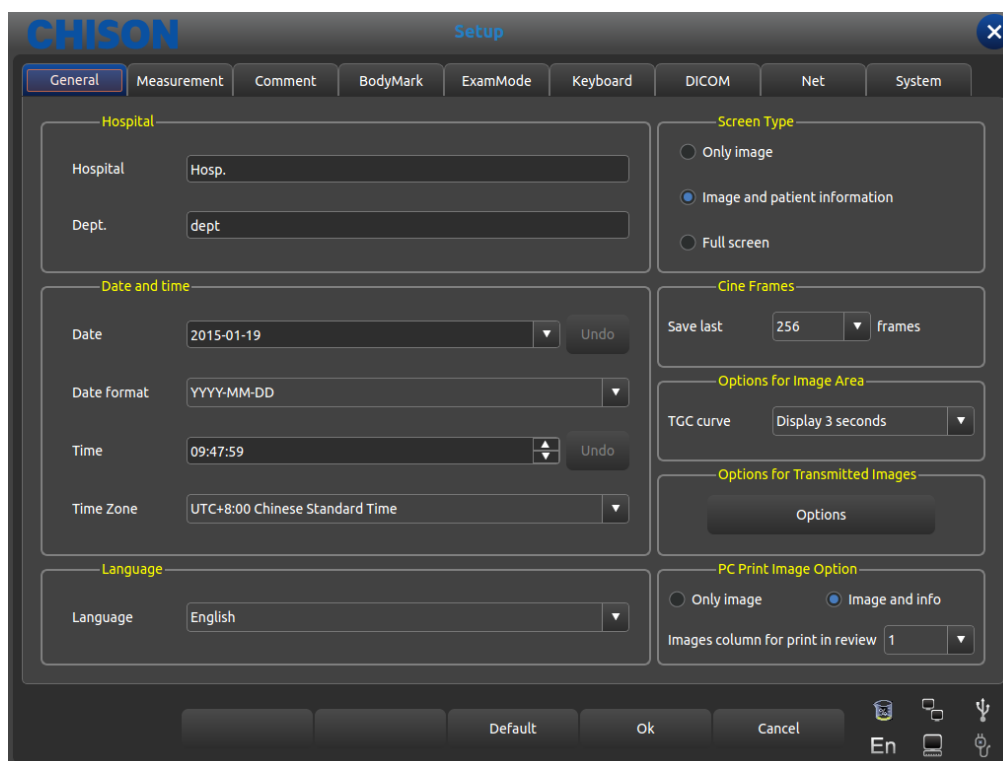 CHISON
Setup
General Measurement Comment BodyMark ExamMode Keyboard DICOM Net System
Hospital
Hospital Hosp.
Dept. dept
Date and time
Date 2015-01-19 Undo
Date format YYYY-MM-DD
Time 09:47:59 Undo
Time Zone UTC+8:00 Chinese Standard Time
Language
Language English
Screen Type
Only image
Image and patient information
Full screen
Cine Frames
Save last 256 frames
Options for Image Area
TGC curve Display 3 seconds
Options for Transmitted Images
Options
PC Print Image Option
Only image Image and info
Images column for print in review 1
Default Ok Cancel
En